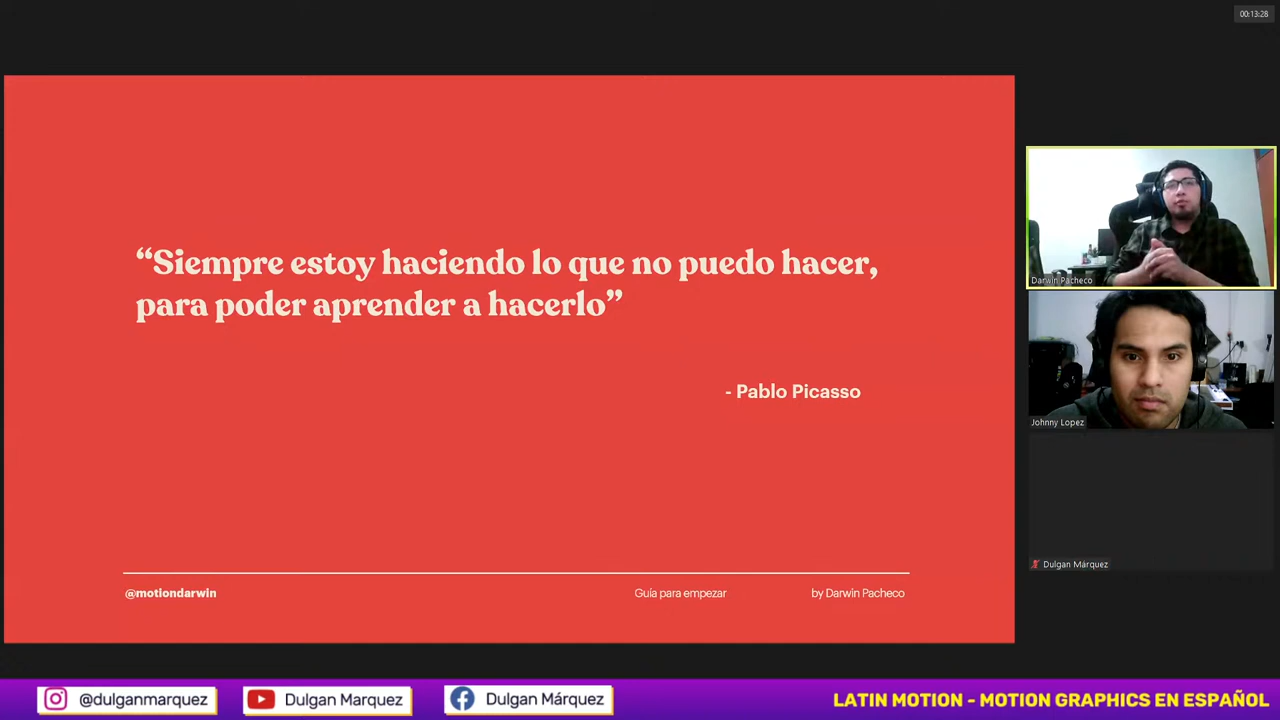 00:13:28
“Siempre estoy haciendo lo que no puedo hacer,
para poder aprender a hacerlo”
- Pablo Picasso
@motiondarwin
Guía para empezar
by Darwin Pacheco
Darwin Pacheco
Johnny Lopez
Dulgan Márquez
@dulganmarquez
Dulgan Marquez
Dulgan Márquez
LATIN MOTION - MOTION GRAPHICS EN ESPAÑOL